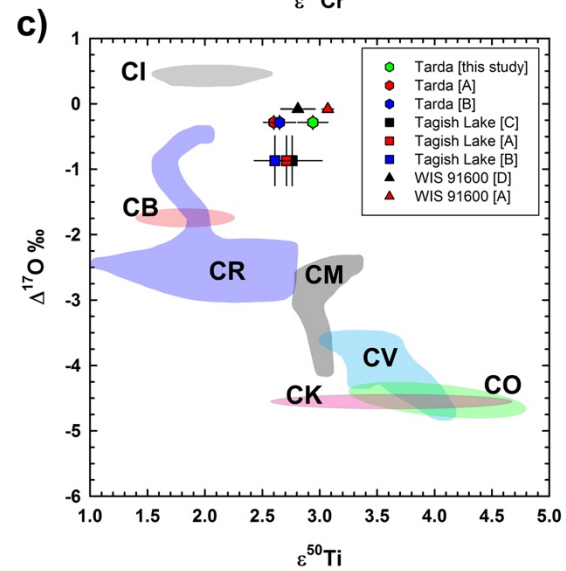 ε⁵⁴Cr
c)
1
0
-1
-2
-3
-4
-5
-6
Δ¹⁷O ‰
CI
CB
CR
CM
CV
CK
CO
Tarda [this study]
Tarda [A]
Tarda [B]
Tagish Lake [C]
Tagish Lake [A]
Tagish Lake [B]
WIS 91600 [D]
WIS 91600 [A]
1.0 1.5 2.0 2.5 3.0 3.5 4.0 4.5 5.0
ε⁵⁰Ti